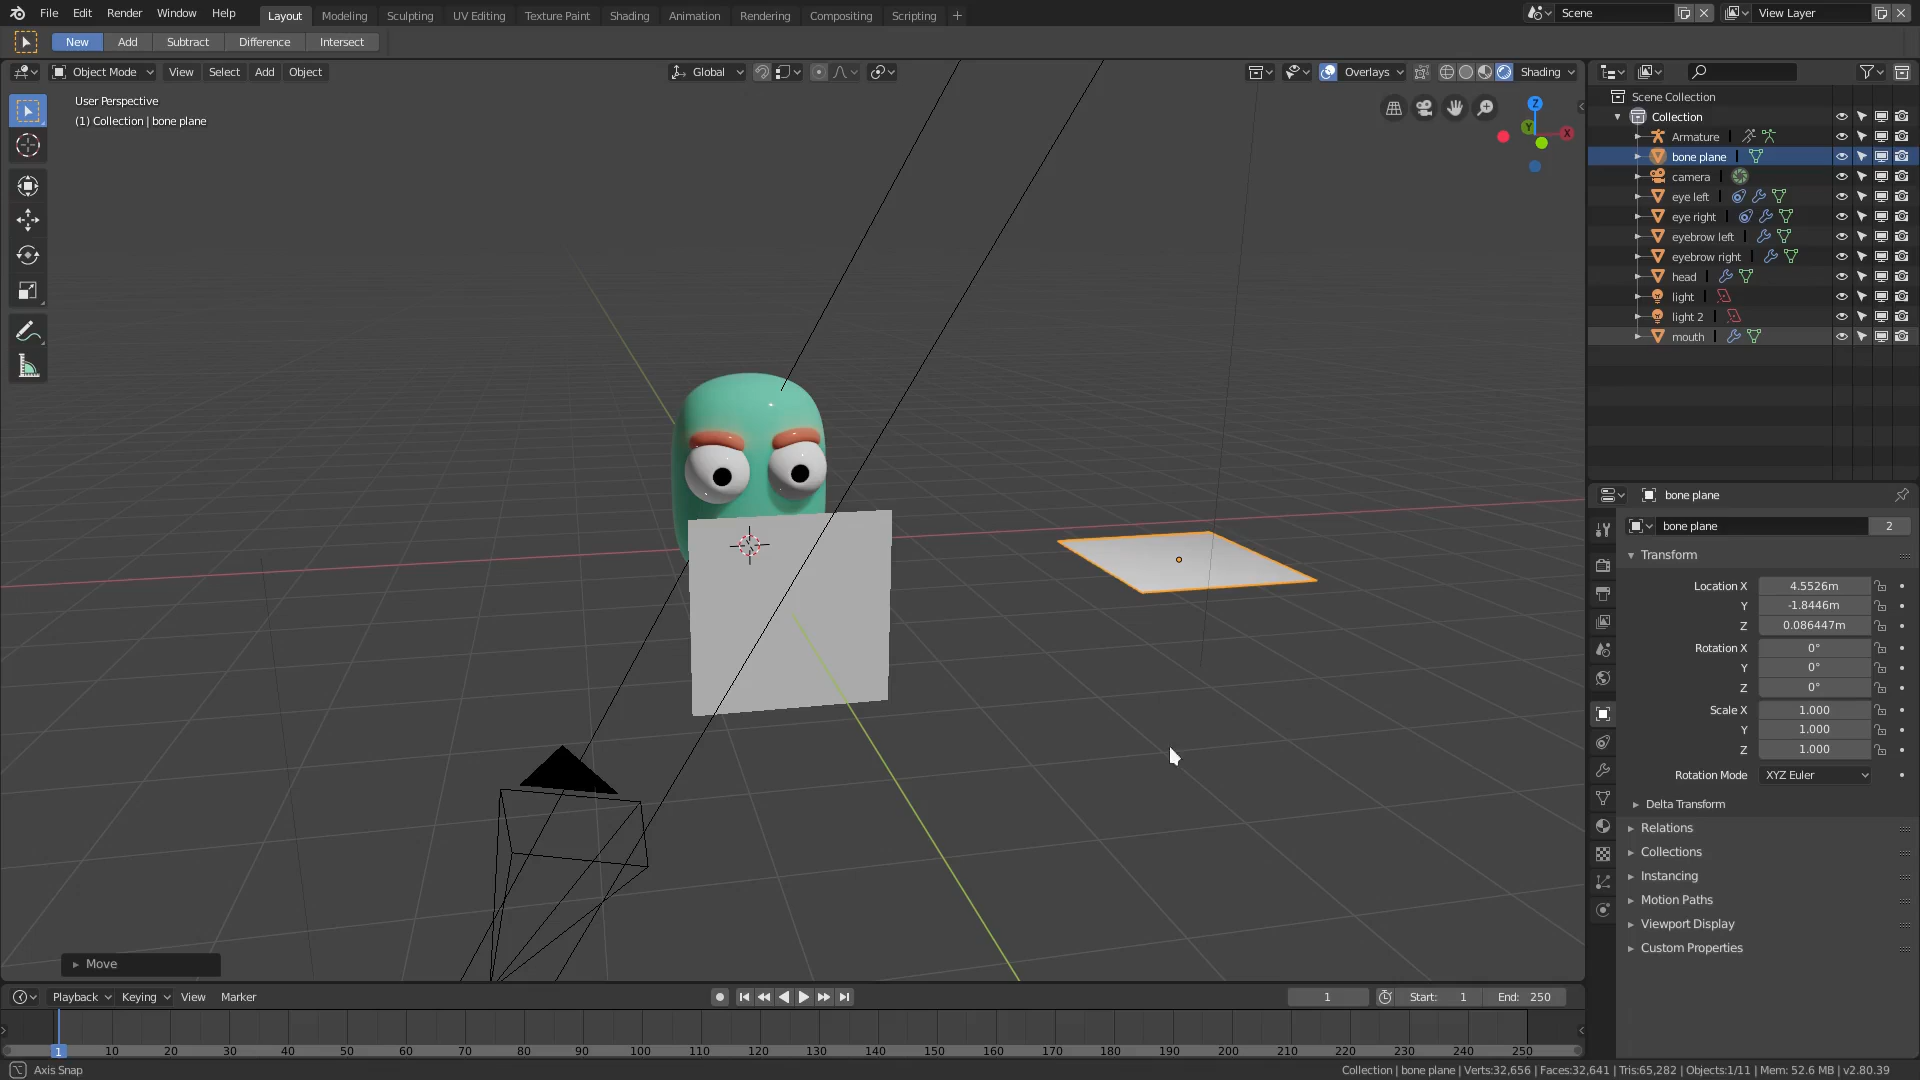 File Edit Render Window Help Layout Modeling Sculpting UV Editing Texture Paint Shading Animation Rendering Compositing Scripting + Scene View Layer
New Add Subtract Difference Intersect
Object Mode View Select Add Object Global Overlays Shading
User Perspective
(1) Collection | bone plane
Z
Y
X
Scene Collection
Collection
Armature
bone plane
camera
eye left
eye right
eyebrow left
eyebrow right
head
light
light 2
mouth
bone plane
bone plane 2
Transform
Location X 4.5526m
Y -1.8446m
Z 0.086447m
Rotation X 0°
Y 0°
Z 0°
Scale X 1.000
Y 1.000
Z 1.000
Rotation Mode XYZ Euler
Delta Transform
Relations
Collections
Instancing
Motion Paths
Viewport Display
Custom Properties
Move
Playback Keying View Marker 1 Start: 1 End: 250
1 10 20 30 40 50 60 70 80 90 100 110 120 130 140 150 160 170 180 190 200 210 220 230 240 250
Axis Snap
Collection | bone plane | Verts:32,656 | Faces:32,641 | Tris:65,282 | Objects:1/11 | Mem: 52.6 MB | v2.80.39